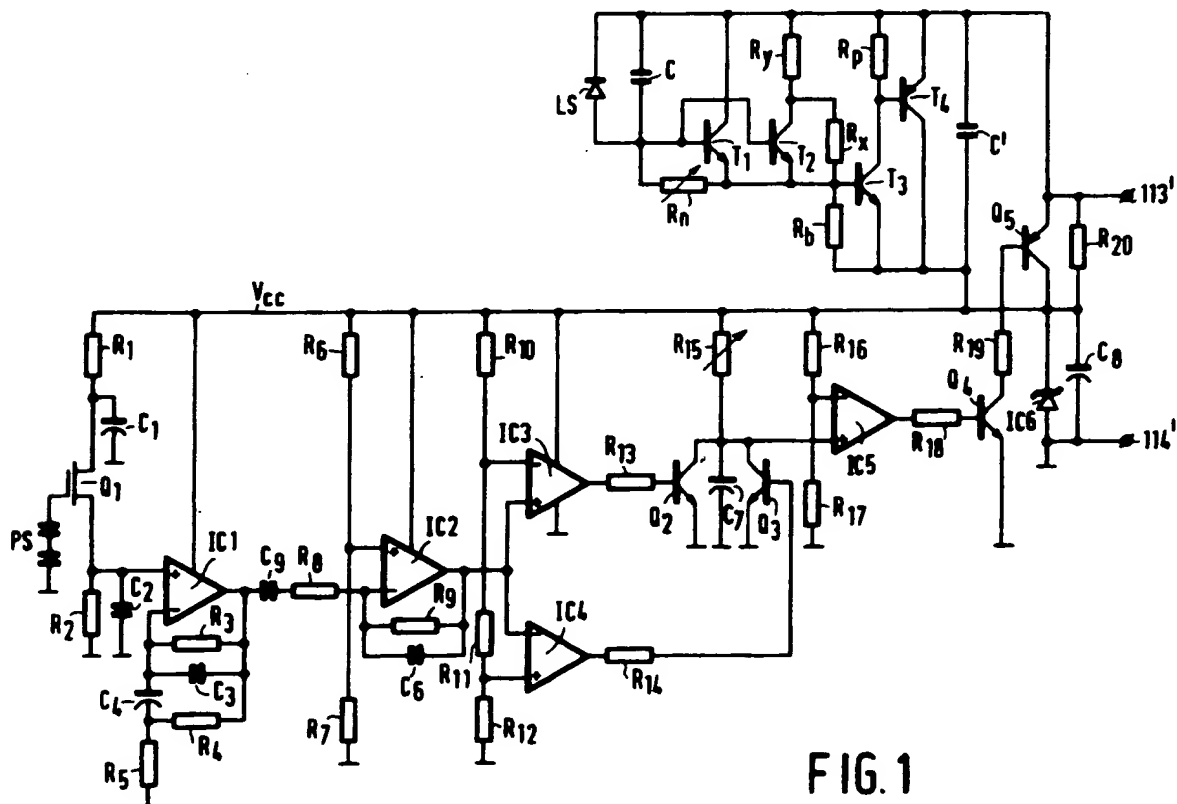 LS
C
Ry
Rp
T1
T2
Rx
T3
T4
C'
Rn
Rb
113'
Q5
R20
Vcc
R1
C1
Q1
PS
R2
C2
IC1
R3
C3
C4
R4
R5
C9
R8
R6
R7
IC2
R9
C6
R10
R11
R12
IC3
IC4
R13
R14
Q2
R15
C7
Q3
R16
R17
IC5
R18
Q4
R19
IC6
C8
114'
FIG. 1